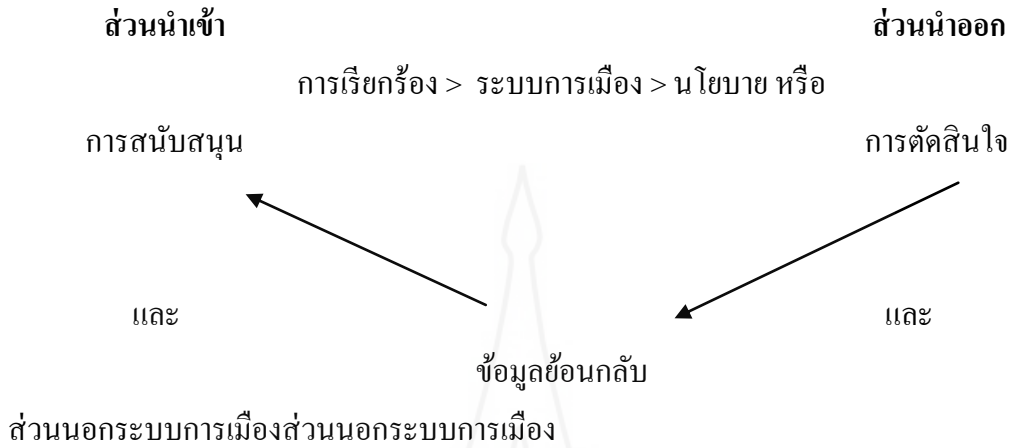 ส่วนนำเข้า ส่วนนำออก
การเรียกร้อง > ระบบการเมือง > นโยบาย หรือ
การสนับสนุน การตัดสินใจ
และ และ
ข้อมูลย้อนกลับ
ส่วนนอกระบบการเมืองส่วนนอกระบบการเมือง